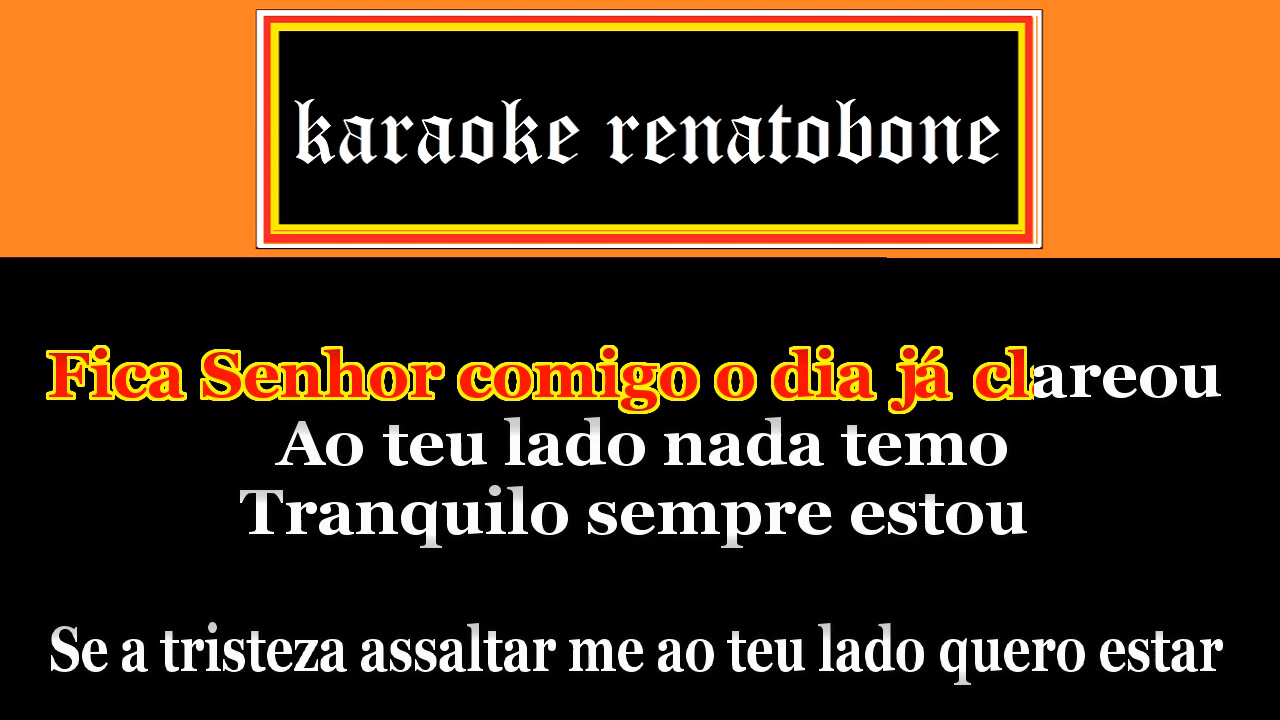 karaoke renatobone
Fica Senhor comigo o dia já clareou
Ao teu lado nada temo
Tranquilo sempre estou
Se a tristeza assaltar me ao teu lado quero estar